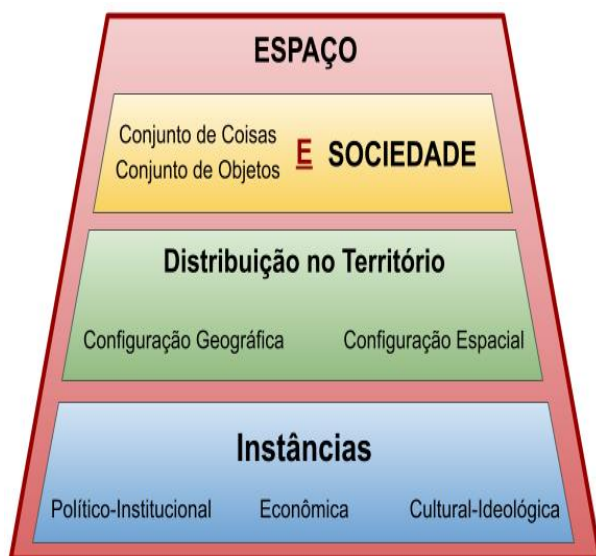 ESPAÇO
Conjunto de Coisas
Conjunto de Objetos
E SOCIEDADE
Distribuição no Território
Configuração Geográfica Configuração Espacial
Instâncias
Político-Institucional Econômica Cultural-Ideológica